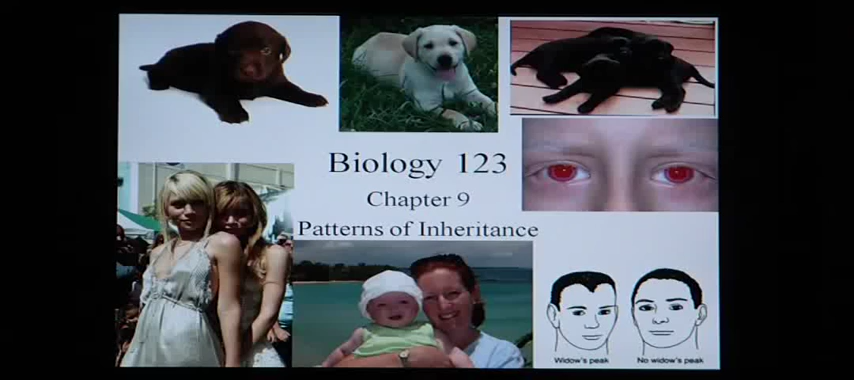 Biology 123
Chapter 9
Patterns of Inheritance
Widow's peak
No widow's peak